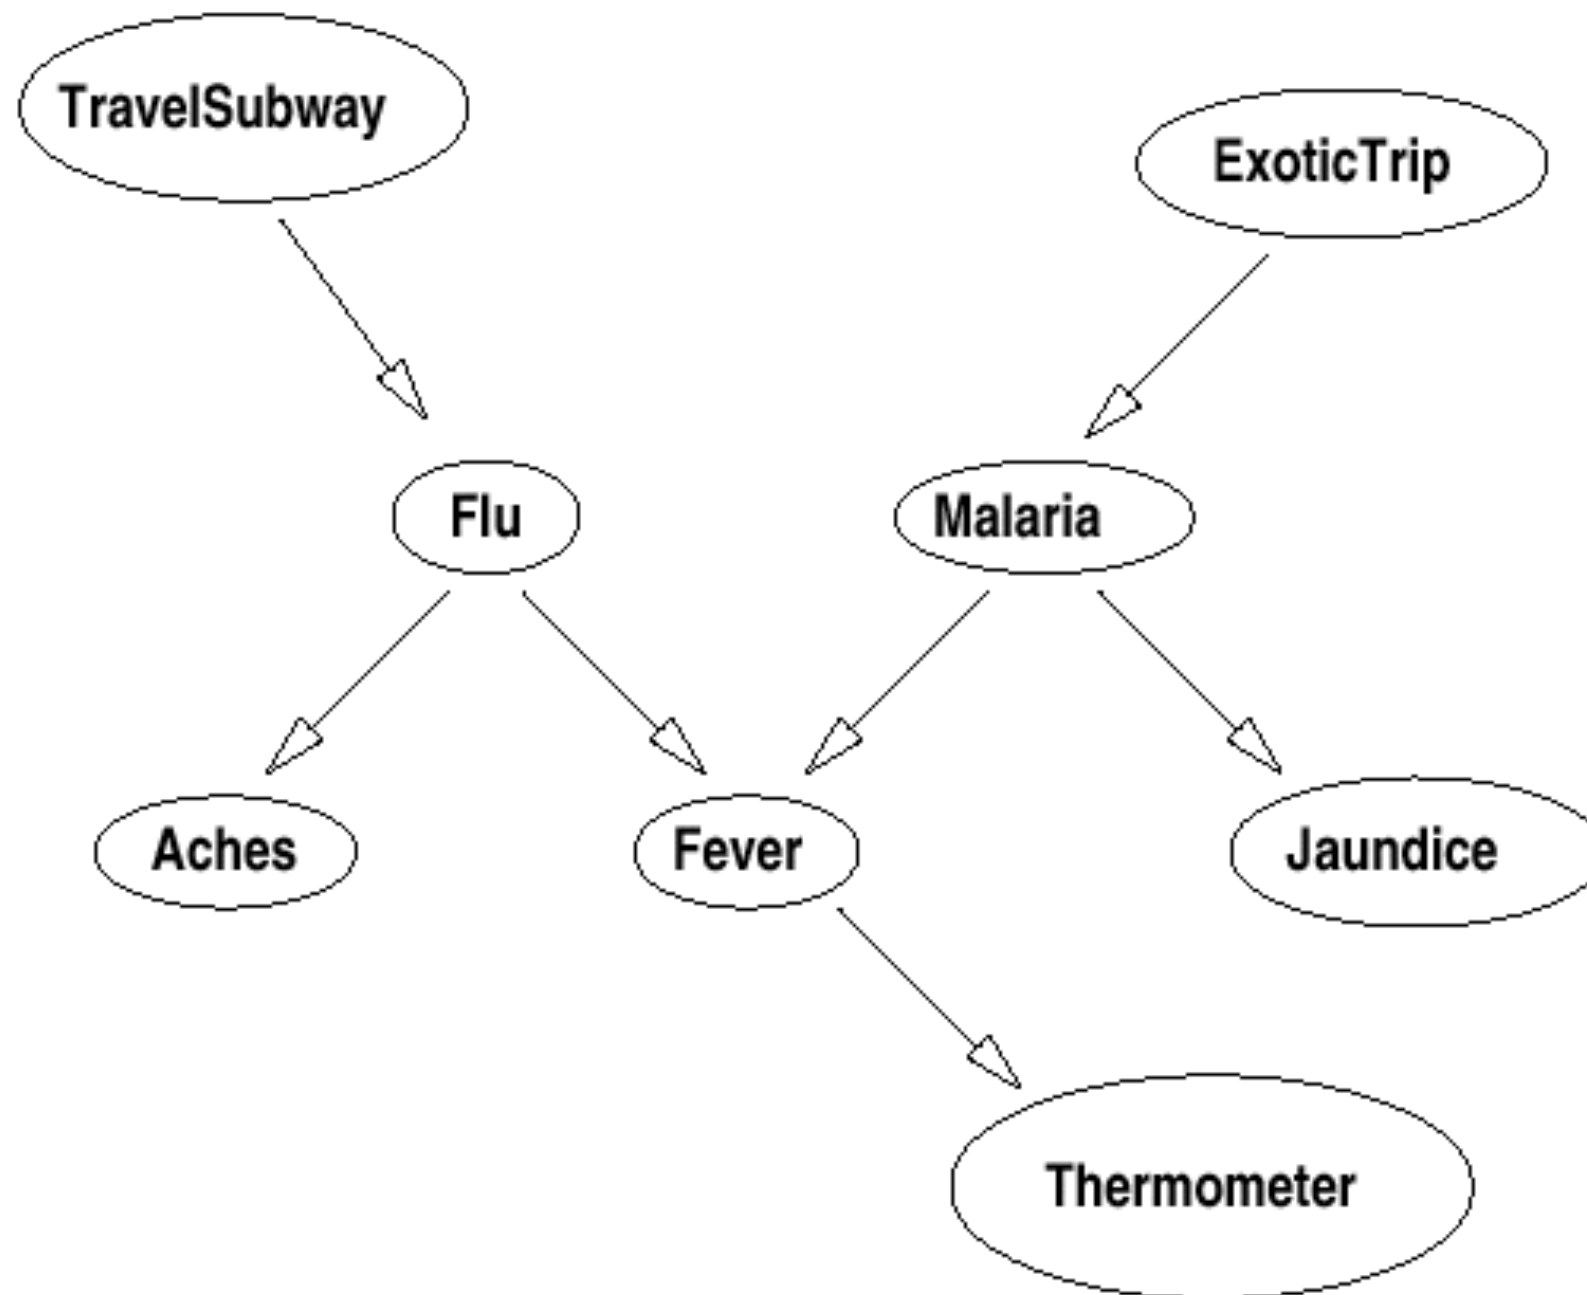 TravelSubway
ExoticTrip
Flu
Malaria
Aches
Fever
Jaundice
Thermometer